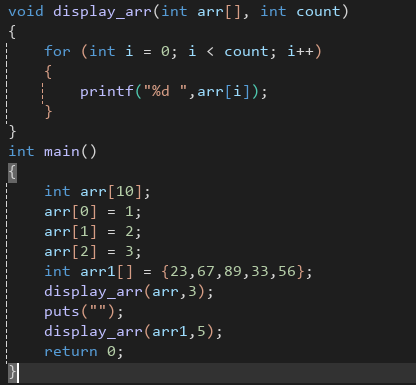 void display_arr(int arr[], int count)
{
    for (int i = 0; i < count; i++)
    {
        printf("%d ",arr[i]);
    }
}
int main()
{
    int arr[10];
    arr[0] = 1;
    arr[1] = 2;
    arr[2] = 3;
    int arr1[] = {23,67,89,33,56};
    display_arr(arr,3);
    puts("");
    display_arr(arr1,5);
    return 0;
}